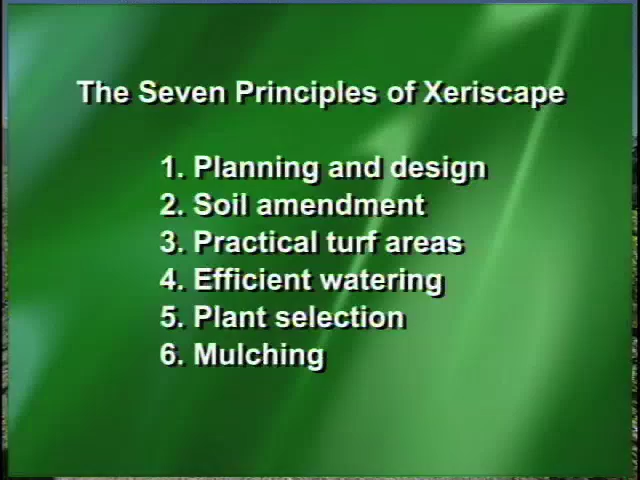 The Seven Principles of Xeriscape
1. Planning and design
2. Soil amendment
3. Practical turf areas
4. Efficient watering
5. Plant selection
6. Mulching